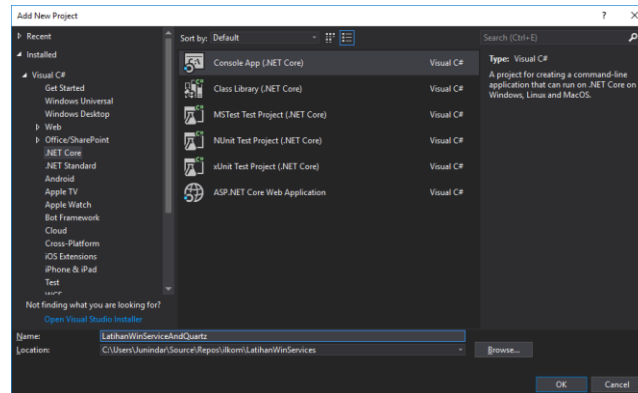 Add New Project
? ×
Recent
Installed
Visual C#
Get Started
Windows Universal
Windows Desktop
Web
Office/SharePoint
.NET Core
.NET Standard
Android
Apple TV
Apple Watch
Bot Framework
Cloud
Cross-Platform
iOS Extensions
iPhone & iPad
Test
WCF
Not finding what you are looking for?
Open Visual Studio Installer
Sort by: Default
Console App (.NET Core) Visual C#
Class Library (.NET Core) Visual C#
MSTest Test Project (.NET Core) Visual C#
NUnit Test Project (.NET Core) Visual C#
xUnit Test Project (.NET Core) Visual C#
ASP.NET Core Web Application Visual C#
Search (Ctrl+E)
Type: Visual C#
A project for creating a command-line
application that can run on .NET Core on
Windows, Linux and MacOS.
Name: LatihanWinServiceAndQuartz
Location: C:\Users\Junindar\Source\Repos\ilkom\LatihanWinServices
Browse...
OK Cancel